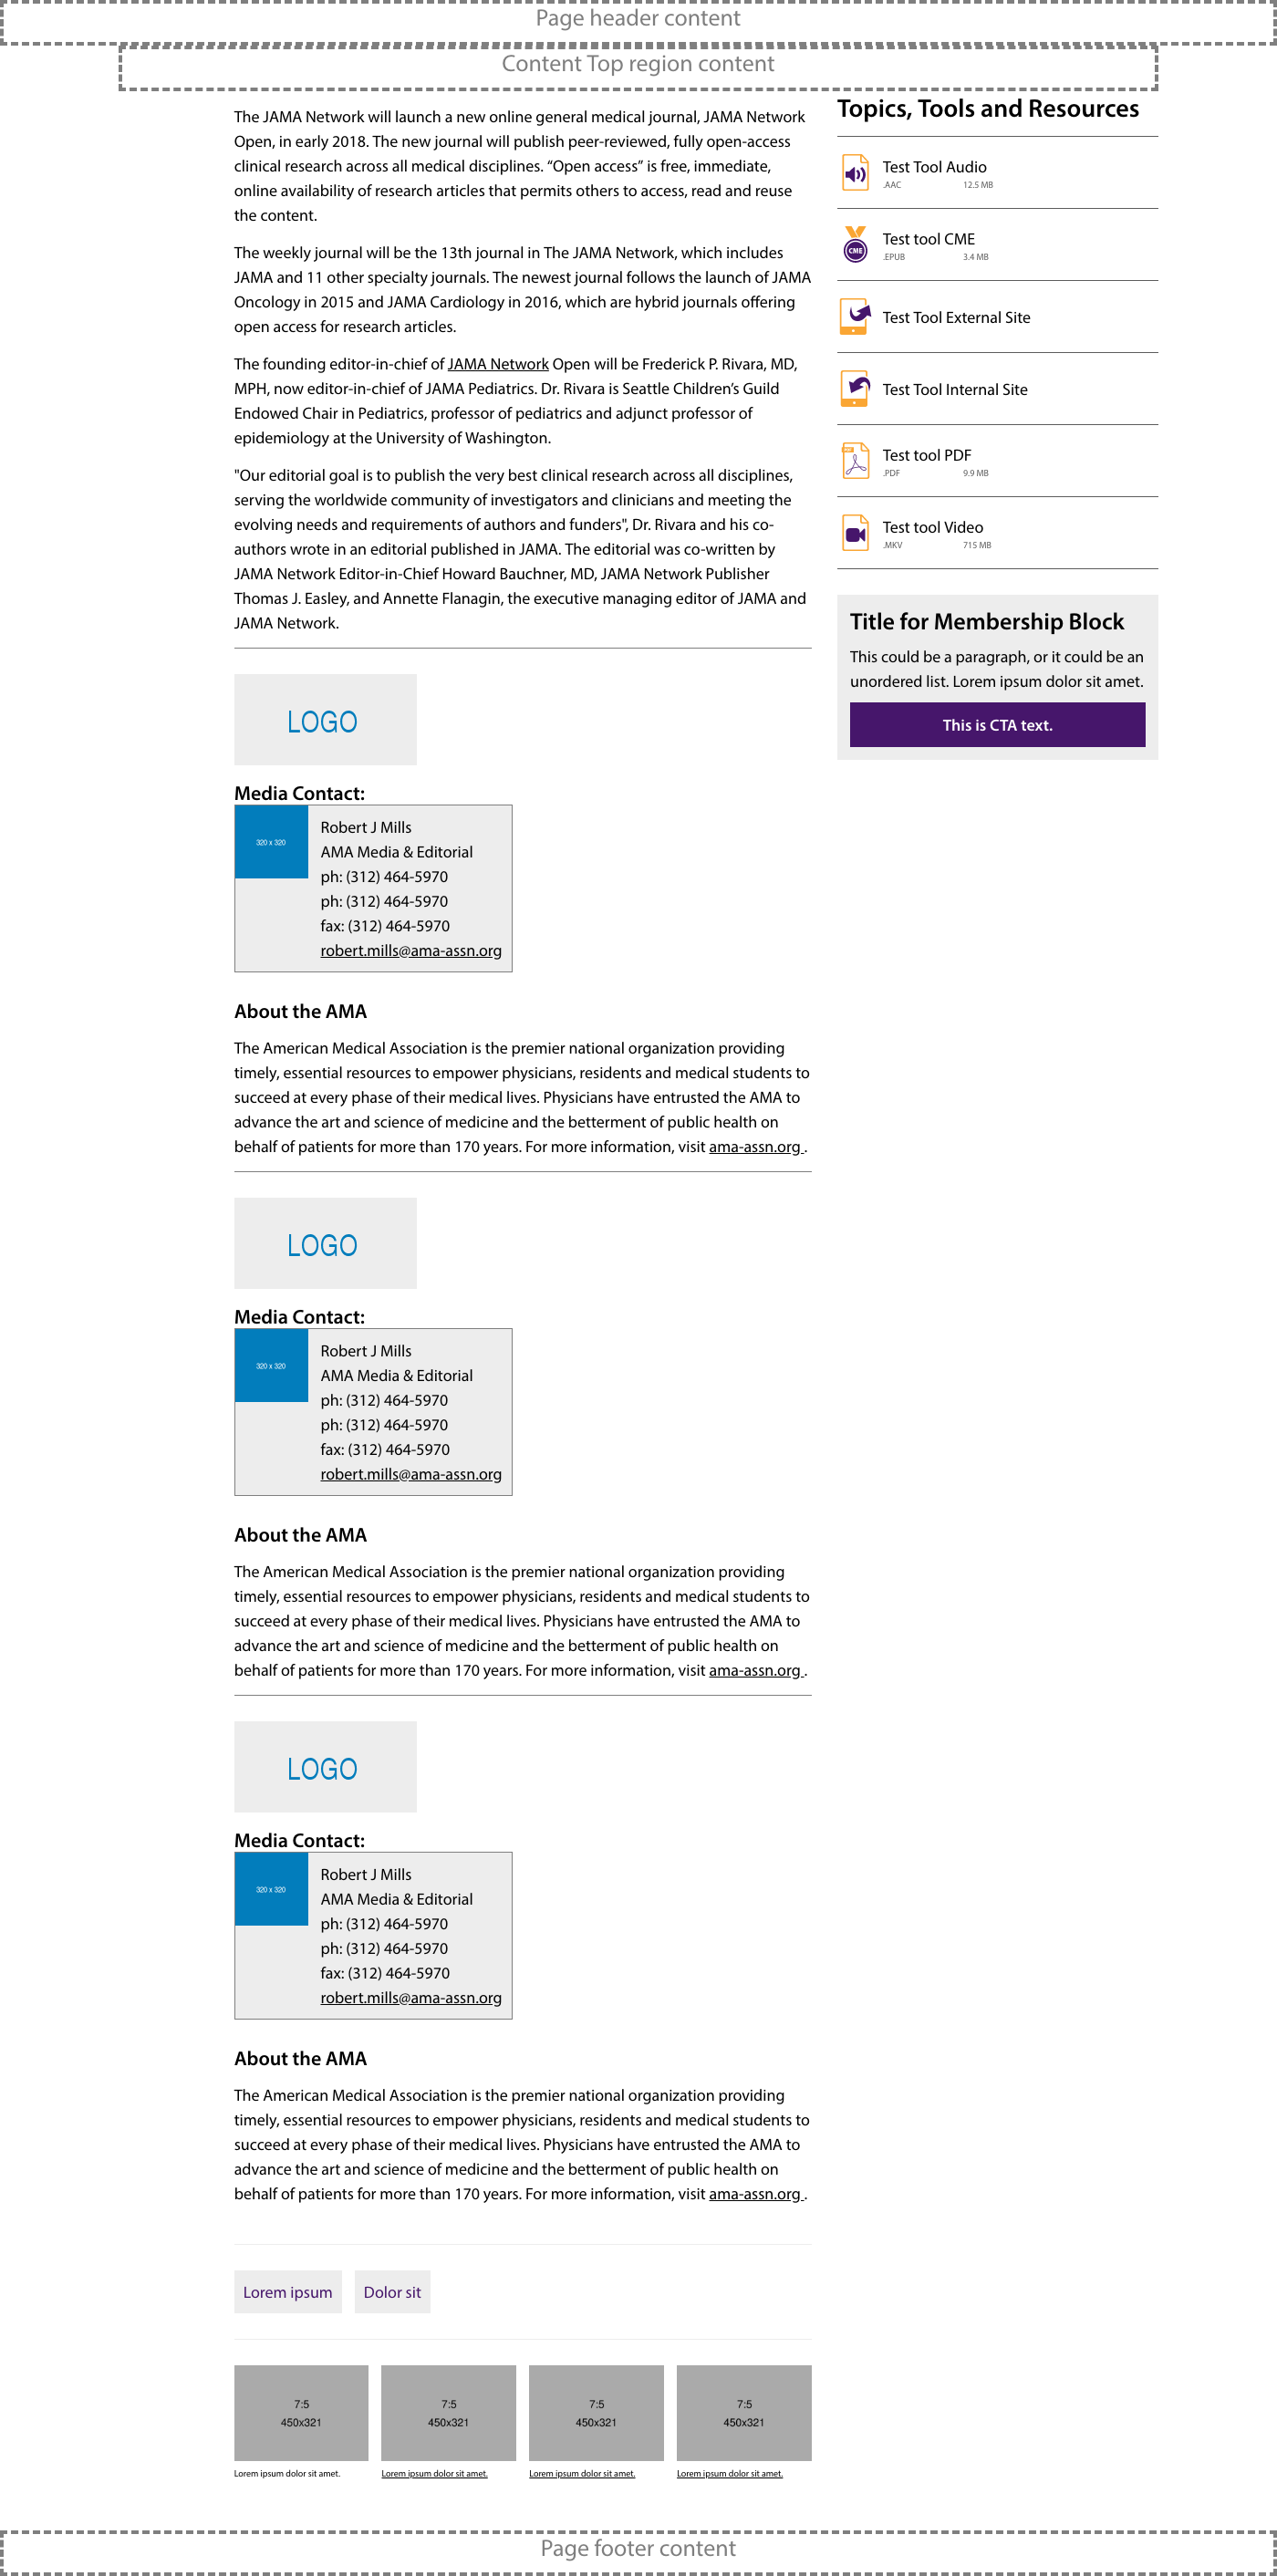 Page header content
Content Top region content
The JAMA Network will launch a new online general medical journal, JAMA Network
Open, in early 2018. The new journal will publish peer-reviewed, fully open-access
clinical research across all medical disciplines. “Open access” is free, immediate,
online availability of research articles that permits others to access, read and reuse
the content.
The weekly journal will be the 13th journal in The JAMA Network, which includes
JAMA and 11 other specialty journals. The newest journal follows the launch of JAMA
Oncology in 2015 and JAMA Cardiology in 2016, which are hybrid journals offering
open access for research articles.
The founding editor-in-chief of JAMA Network Open will be Frederick P. Rivara, MD,
MPH, now editor-in-chief of JAMA Pediatrics. Dr. Rivara is Seattle Children’s Guild
Endowed Chair in Pediatrics, professor of pediatrics and adjunct professor of
epidemiology at the University of Washington.
"Our editorial goal is to publish the very best clinical research across all disciplines,
serving the worldwide community of investigators and clinicians and meeting the
evolving needs and requirements of authors and funders", Dr. Rivara and his co-
authors wrote in an editorial published in JAMA. The editorial was co-written by
JAMA Network Editor-in-Chief Howard Bauchner, MD, JAMA Network Publisher
Thomas J. Easley, and Annette Flanagin, the executive managing editor of JAMA and
JAMA Network.
LOGO
Media Contact:
320 x 320
Robert J Mills
AMA Media & Editorial
ph: (312) 464-5970
ph: (312) 464-5970
fax: (312) 464-5970
robert.mills@ama-assn.org
About the AMA
The American Medical Association is the premier national organization providing
timely, essential resources to empower physicians, residents and medical students to
succeed at every phase of their medical lives. Physicians have entrusted the AMA to
advance the art and science of medicine and the betterment of public health on
behalf of patients for more than 170 years. For more information, visit ama-assn.org .
LOGO
Media Contact:
320 x 320
Robert J Mills
AMA Media & Editorial
ph: (312) 464-5970
ph: (312) 464-5970
fax: (312) 464-5970
robert.mills@ama-assn.org
About the AMA
The American Medical Association is the premier national organization providing
timely, essential resources to empower physicians, residents and medical students to
succeed at every phase of their medical lives. Physicians have entrusted the AMA to
advance the art and science of medicine and the betterment of public health on
behalf of patients for more than 170 years. For more information, visit ama-assn.org .
LOGO
Media Contact:
320 x 320
Robert J Mills
AMA Media & Editorial
ph: (312) 464-5970
ph: (312) 464-5970
fax: (312) 464-5970
robert.mills@ama-assn.org
About the AMA
The American Medical Association is the premier national organization providing
timely, essential resources to empower physicians, residents and medical students to
succeed at every phase of their medical lives. Physicians have entrusted the AMA to
advance the art and science of medicine and the betterment of public health on
behalf of patients for more than 170 years. For more information, visit ama-assn.org .
Lorem ipsum Dolor sit
7:5 7:5 7:5 7:5
450x321 450x321 450x321 450x321
Lorem ipsum dolor sit amet. Lorem ipsum dolor sit amet. Lorem ipsum dolor sit amet. Lorem ipsum dolor sit amet.
Topics, Tools and Resources
Test Tool Audio
.AAC 12.5 MB
CME
Test tool CME
.EPUB 3.4 MB
Test Tool External Site
Test Tool Internal Site
Test tool PDF
.PDF 9.9 MB
Test tool Video
.MKV 715 MB
Title for Membership Block
This could be a paragraph, or it could be an
unordered list. Lorem ipsum dolor sit amet.
This is CTA text.
Page footer content